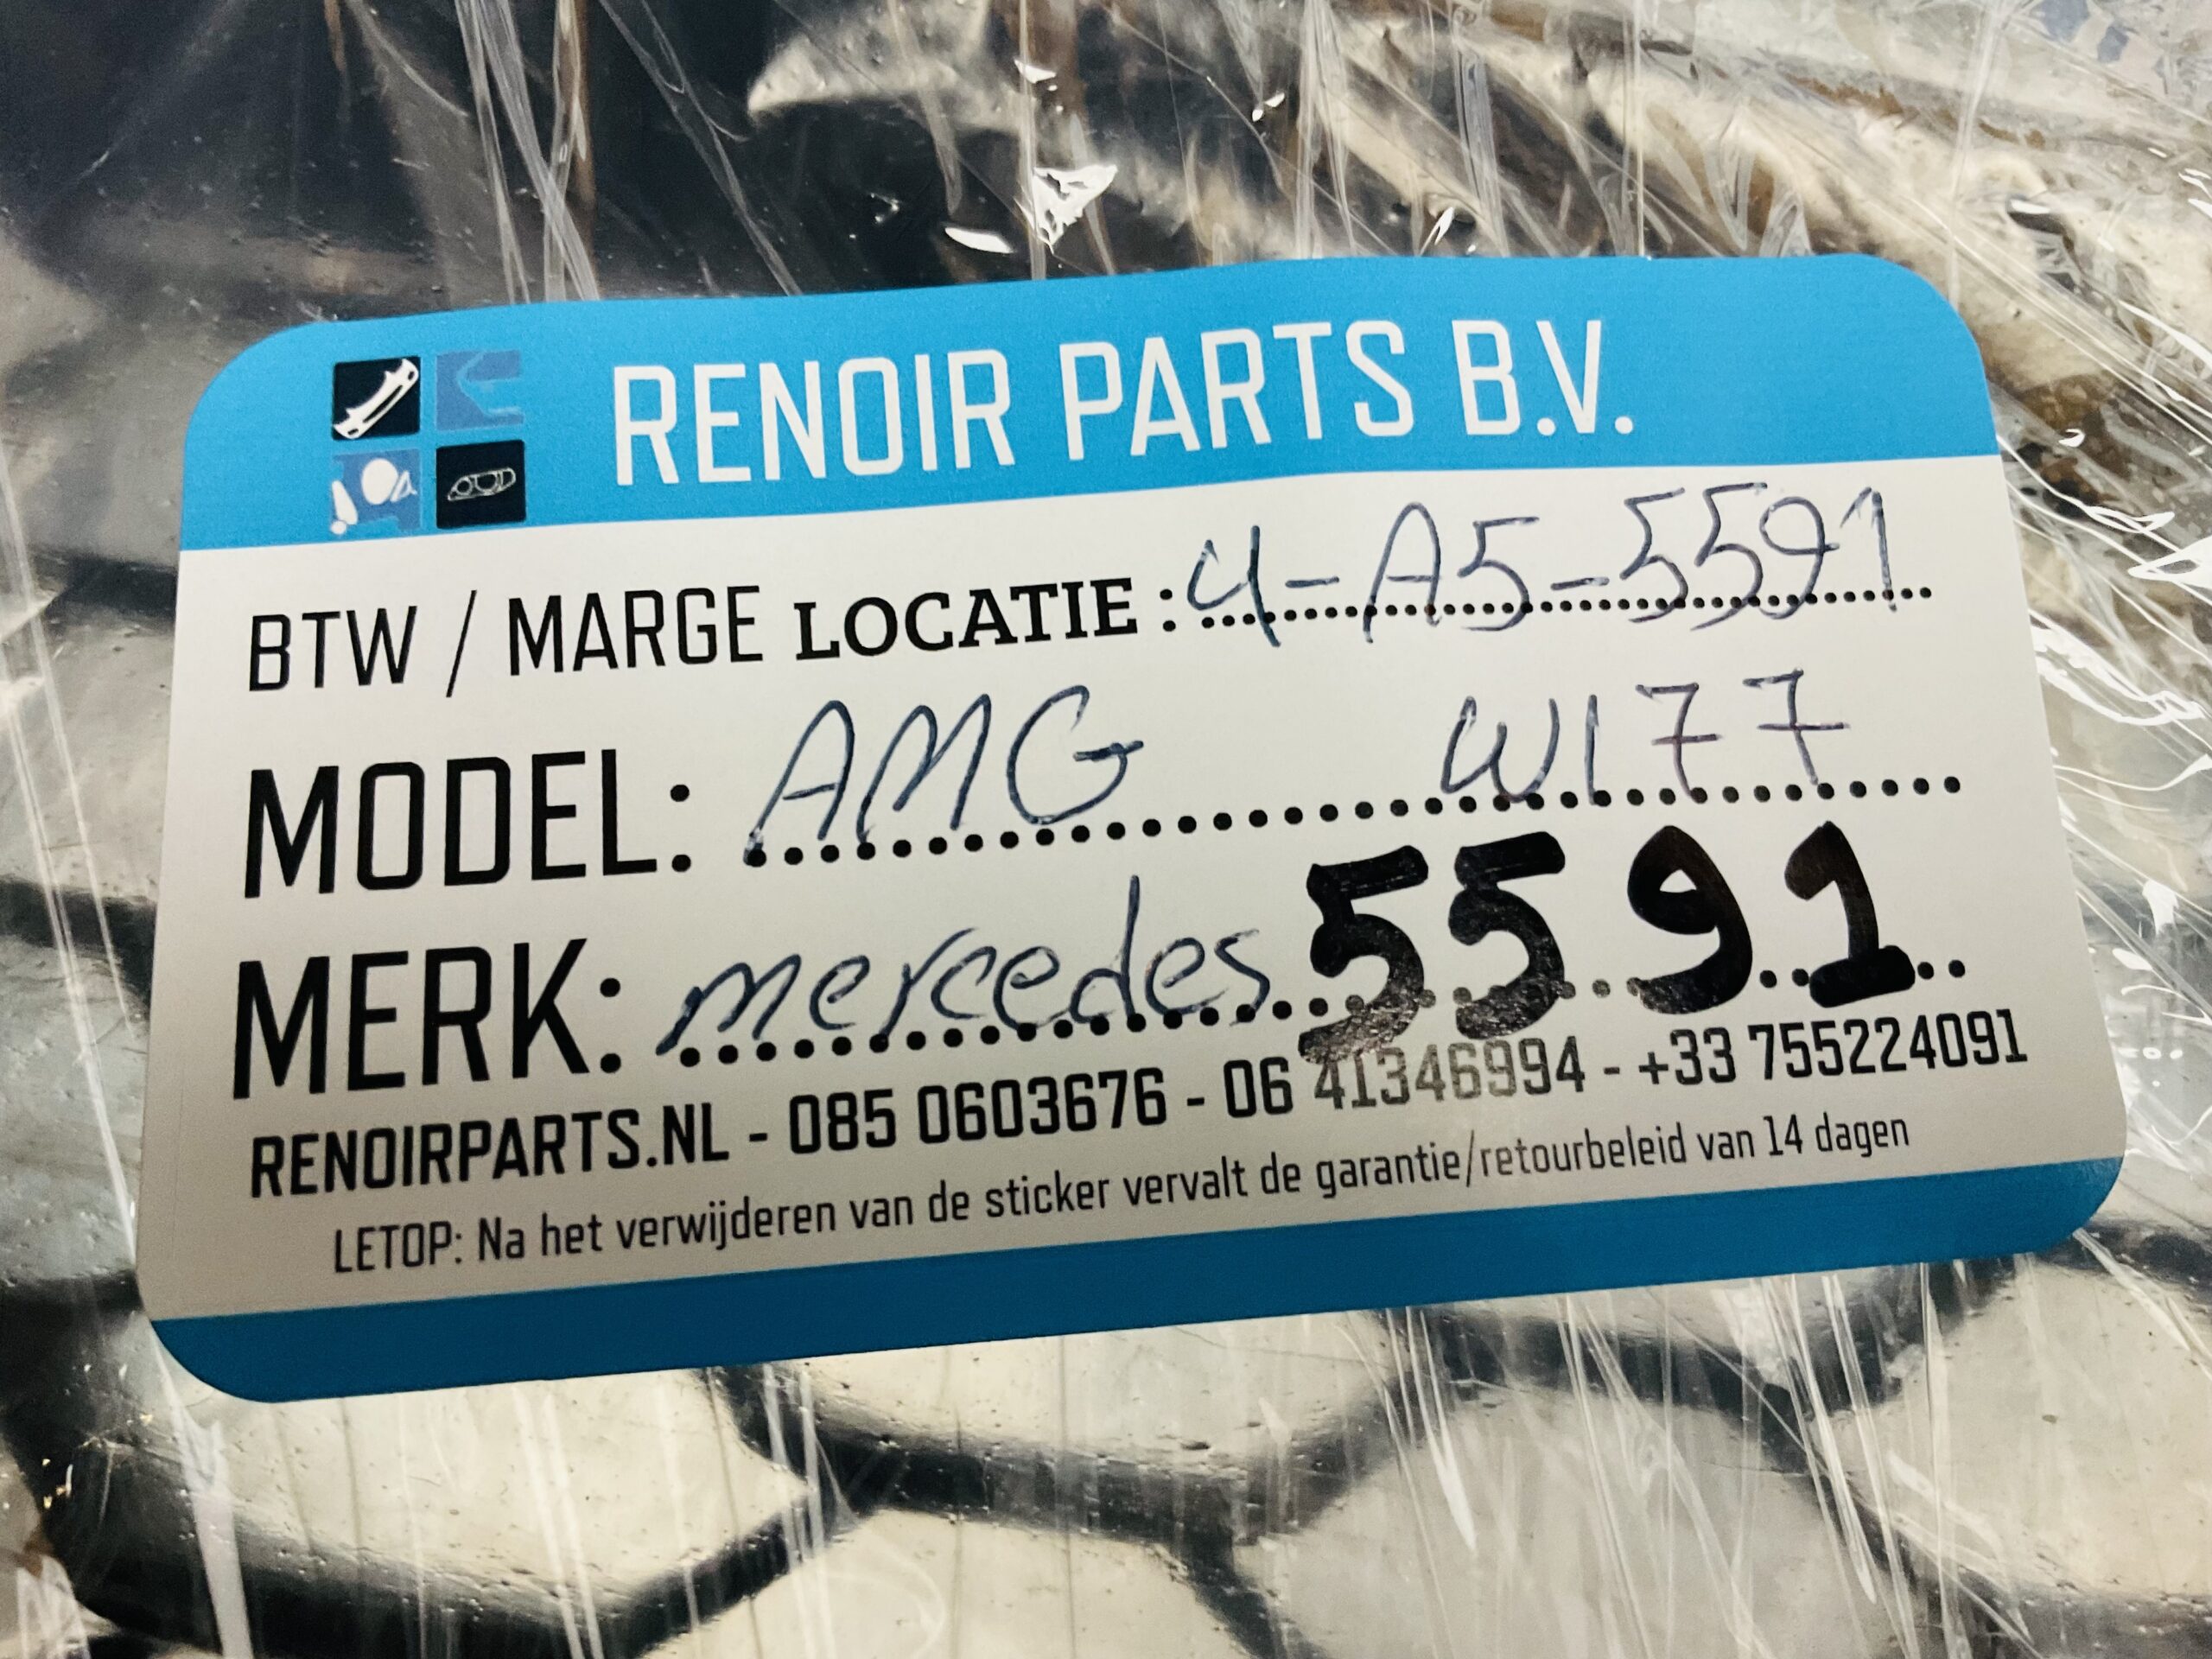 RENOIR PARTS B.V.
BTW / MARGE LOCATIE : 4-A5-5591
MODEL: AMG W177
MERK: mercedes 5591
RENOIRPARTS.NL - 085 0603676 - 06 41346994 - +33 755224091
LETOP: Na het verwijderen van de sticker vervalt de garantie/retourbeleid van 14 dagen